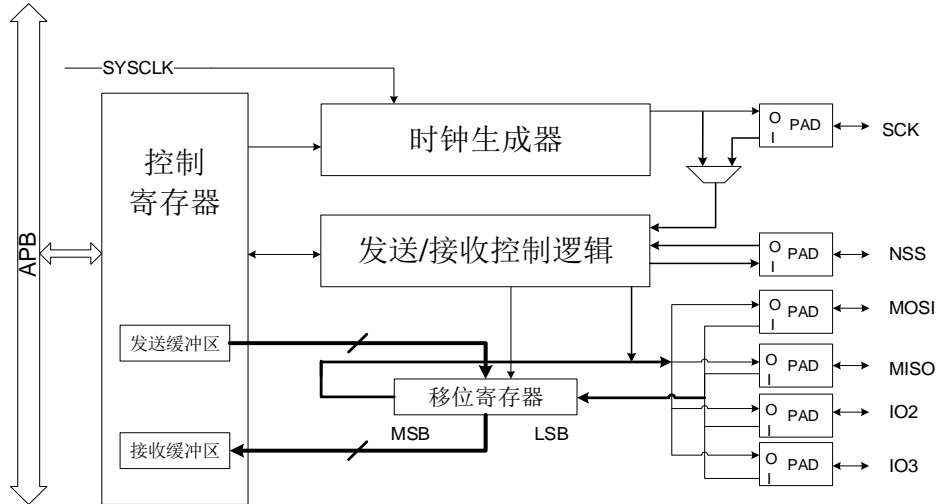 SYSCLK
APB
控制
寄存器
时钟生成器
O
I
PAD
SCK
发送/接收控制逻辑
O
I
PAD
NSS
O
I
PAD
MOSI
发送缓冲区
O
I
PAD
MISO
移位寄存器
MSB
LSB
O
I
PAD
IO2
接收缓冲区
O
I
PAD
IO3